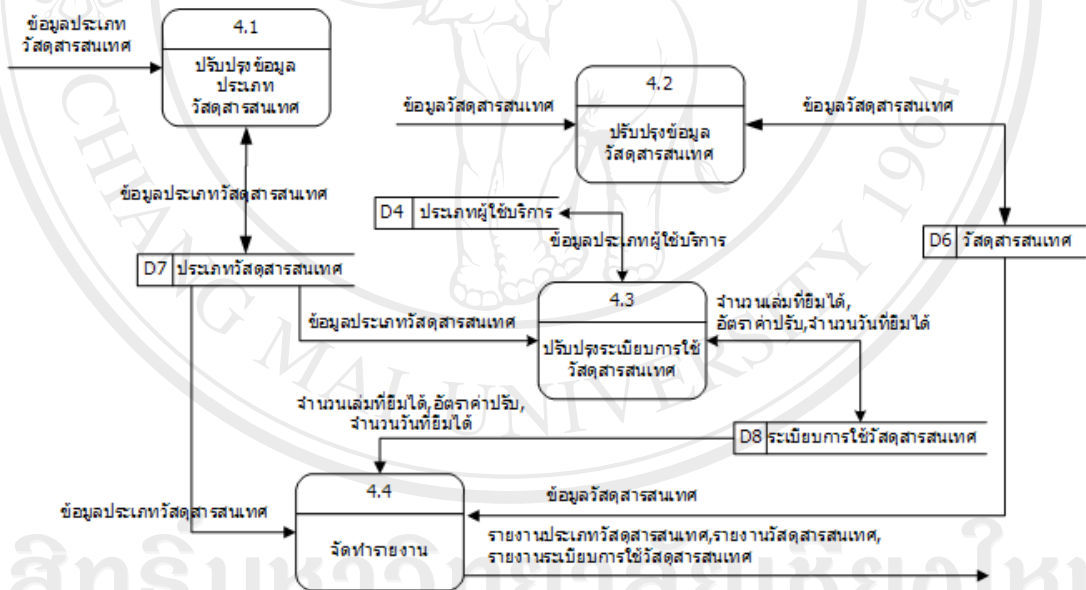 ข้อมูลประเภท
วัสดุสารสนเทศ
4.1
ปรับปรุงข้อมูล
ประเภท
วัสดุสารสนเทศ
ข้อมูลวัสดุสารสนเทศ
4.2
ปรับปรุงข้อมูล
วัสดุสารสนเทศ
ข้อมูลวัสดุสารสนเทศ
ข้อมูลประเภทวัสดุสารสนเทศ
D4 ประเภทผู้ใช้บริการ
ข้อมูลประเภทผู้ใช้บริการ
D6 วัสดุสารสนเทศ
D7 ประเภทวัสดุสารสนเทศ
ข้อมูลประเภทวัสดุสารสนเทศ
4.3
ปรับปรุงระเบียบการใช้
วัสดุสารสนเทศ
จำนวนเล่มที่ยืมได้,
อัตราค่าปรับ,จำนวนวันที่ยืมได้
จำนวนเล่มที่ยืมได้,อัตราค่าปรับ,
จำนวนวันที่ยืมได้
D8 ระเบียบการใช้วัสดุสารสนเทศ
ข้อมูลประเภทวัสดุสารสนเทศ
4.4
จัดทำรายงาน
ข้อมูลวัสดุสารสนเทศ
รายงานประเภทวัสดุสารสนเทศ,รายงานวัสดุสารสนเทศ,
รายงานระเบียบการใช้วัสดุสารสนเทศ
CHIANG MAI UNIVERSITY 1964